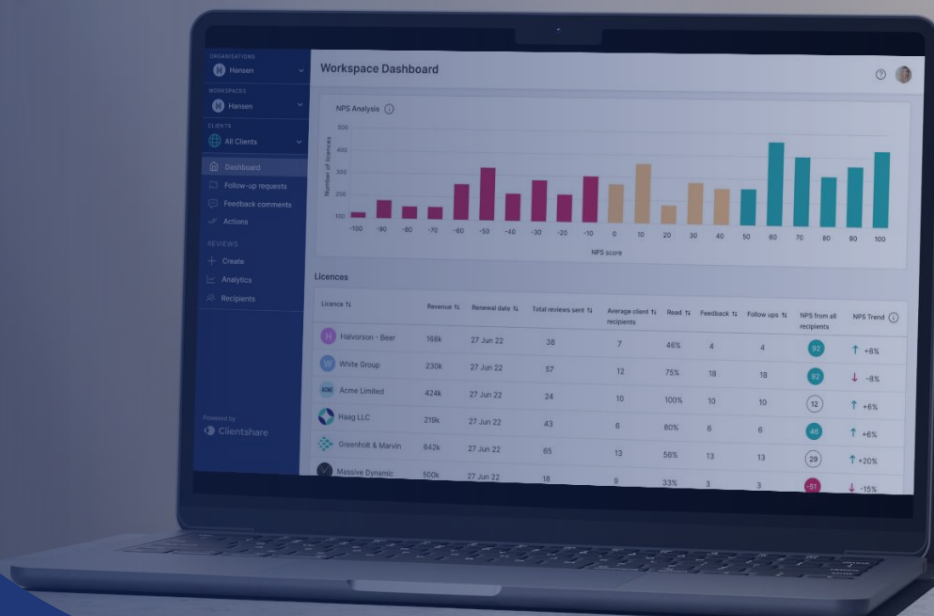 ORGANISATIONS
H Hansen
WORKSPACES
H Hansen
CLIENTS
All Clients
Dashboard
Follow-up requests
Feedback comments
Actions
REVIEWS
Create
Analytics
Recipients
Powered by
Clientshare
Workspace Dashboard
NPS Analysis
Number of licences
500
400
300
200
100
-100 -90 -80 -70 -60 -50 -40 -30 -20 -10 0 10 20 30 40 50 60 70 80 90 100
NPS score
Licences
Licence Revenue Renewal date Total reviews sent Average client recipients Read Feedback Follow ups NPS from all recipients NPS Trend
H Halvorson - Beer 168k 27 Jun 22 38 7 46% 4 4 92 ↑ +6%
W White Group 230k 27 Jun 22 57 12 75% 18 18 82 ↓ -8%
ACME Acme Limited 424k 27 Jun 22 24 10 100% 10 10 12 ↑ +6%
Haag LLC 219k 27 Jun 22 43 6 80% 6 6 46 ↑ +6%
Greenholt & Marvin 642k 27 Jun 22 65 13 56% 13 13 29 ↑ +20%
Massive Dynamic 500k 27 Jun 22 18 9 33% 3 3 -51 ↓ -15%